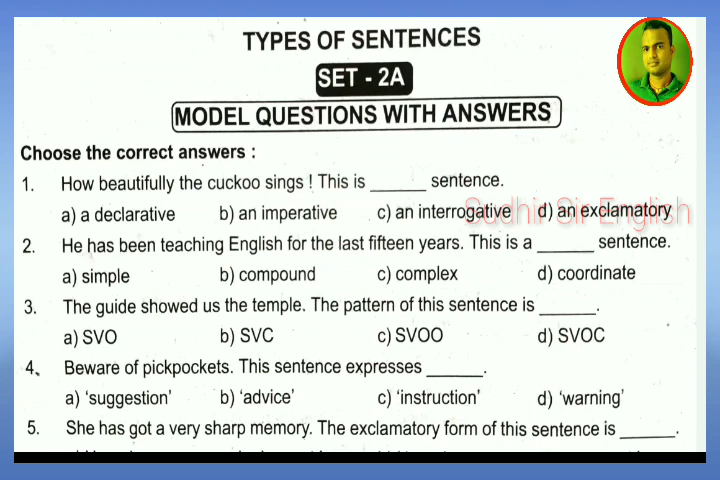 TYPES OF SENTENCES
SET - 2A
MODEL QUESTIONS WITH ANSWERS
Choose the correct answers :
1. How beautifully the cuckoo sings ! This is ______ sentence.
a) a declarative b) an imperative c) an interrogative d) an exclamatory
Sudhir Sir English
2. He has been teaching English for the last fifteen years. This is a ______ sentence.
a) simple b) compound c) complex d) coordinate
3. The guide showed us the temple. The pattern of this sentence is ______.
a) SVO b) SVC c) SVOO d) SVOC
4. Beware of pickpockets. This sentence expresses ______.
a) 'suggestion' b) 'advice' c) 'instruction' d) 'warning'
5. She has got a very sharp memory. The exclamatory form of this sentence is ______.